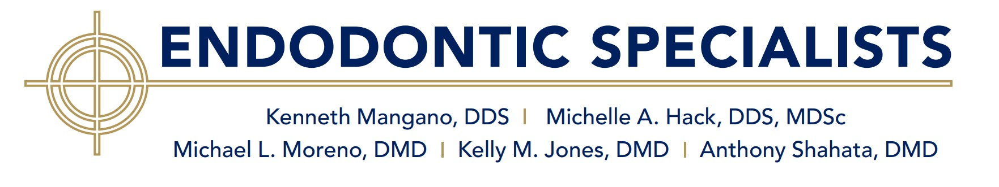 ENDODONTIC SPECIALISTS
Kenneth Mangano, DDS | Michelle A. Hack, DDS, MDSc
Michael L. Moreno, DMD | Kelly M. Jones, DMD | Anthony Shahata, DMD